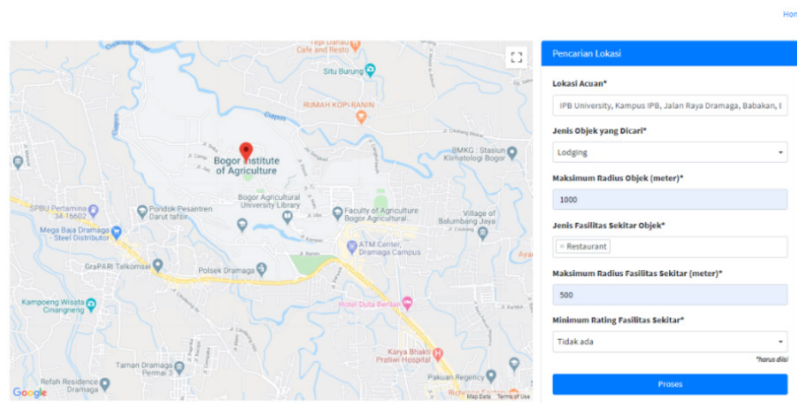 Hom
Cafe and Resto
Situ Burung
RUMAH KOPI RANIN
BMKG : Stasiun
Klimatologi Bogor
Bogor Institute
of Agriculture
Bogor Agricultural
University Library
SPBU Pertamina
34-16602
Pondok Pesantren
Darut tafsir
Faculty of Agriculture
Bogor Agricultural...
Village of
Balumbang Jaya
Mega Baja Dramaga
Steel Distributor
ATM Center,
Dramaga Campus
GraPARI Telkomsel
Polsek Dramaga
Kampoeng Wisata
Cinangneng
Hotel Duta Berlian
Karya Bhakti
Pratiwi Hospital
Taman Dramaga
Permai 3
Pakuan Regency
Refah Residence
Dramaga
Google
Map Data
Terms of Use
Pencarian Lokasi
Lokasi Acuan*
IPB University, Kampus IPB, Jalan Raya Dramaga, Babakan, I
Jenis Objek yang Dicari*
Lodging
Maksimum Radius Objek (meter)*
1000
Jenis Fasilitas Sekitar Objek*
× Restaurant
Maksimum Radius Fasilitas Sekitar (meter)*
500
Minimum Rating Fasilitas Sekitar*
Tidak ada
*harus diisi
Proses